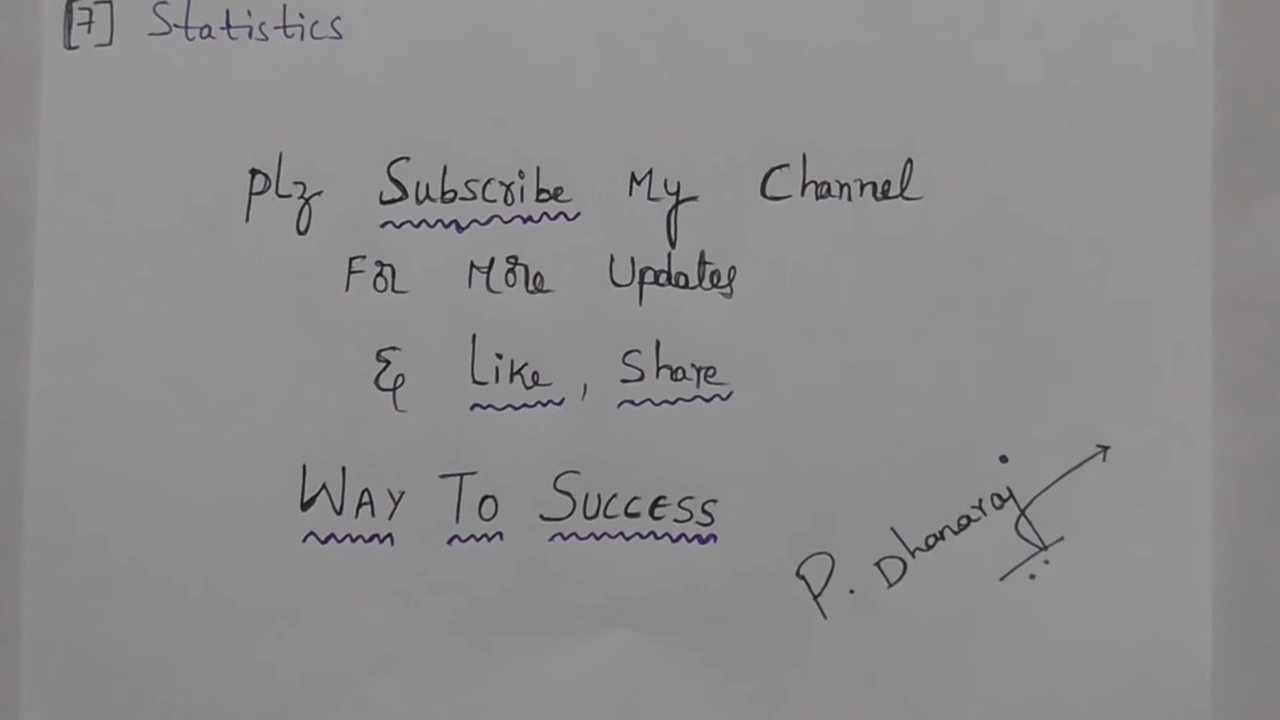 [7] Statistics
Plz Subscribe My Channel
For More Updates
& Like, Share
WAY TO SUCCESS
P. Dhanaraj